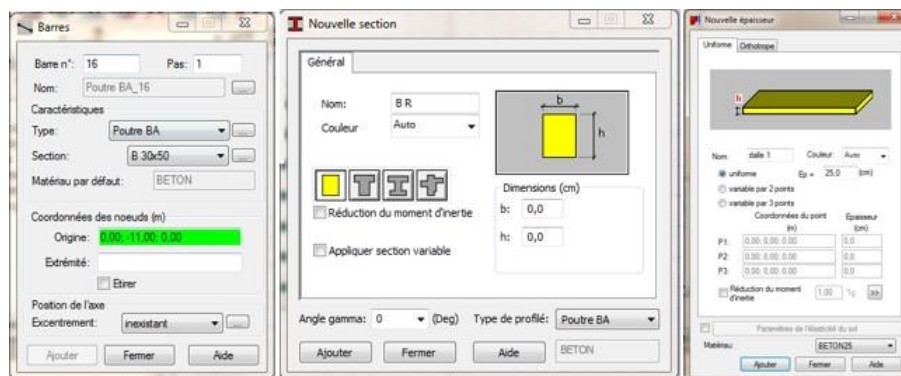 Barres
Barre n°: 16 Pas: 1
Nom: Poutre BA_16
Caractéristiques
Type: Poutre BA
Section: B 30x50
Matériau par défaut: BETON
Coordonnées des noeuds (m)
Origine: 0,00; -11,00; 0,00
Extrémité:
Etirer
Position de l'axe
Excentrement: inexistant
Ajouter Fermer Aide
Nouvelle section
Général
Nom: B R
Couleur Auto
b
h
Réduction du moment d'inertie
Appliquer section variable
Dimensions (cm)
b: 0,0
h: 0,0
Angle gamma: 0 (Deg) Type de profilé: Poutre BA
Ajouter Fermer Aide BETON
Nouvelle épaisseur
Uniforme Orthotrope
h
Nom: dalle 1 Couleur: Auto
uniforme Ep = 25.0 (cm)
variable par 2 points
variable par 3 points
Coordonnées du point Epaisseur
(m) (cm)
P1: 0,00; 0,00; 0,00 0,0
P2: 0,00; 0,00; 0,00 0,0
P3: 0,00; 0,00; 0,00 0,0
Réduction du moment d'inertie 1,00 >>
Paramètres de l'élasticité du sol
Matériau: BETON25
Ajouter Fermer Aide